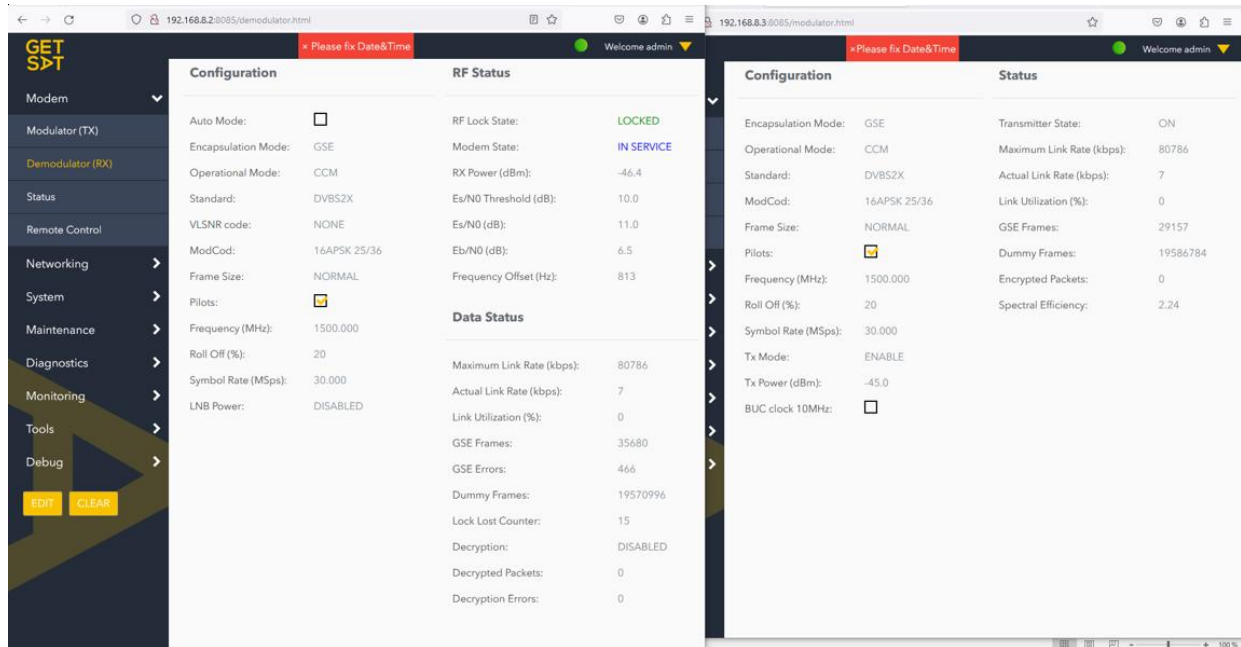 192.168.8.2:8085/demodulator.html
GET
SAT
× Please fix Date&Time
Welcome admin
Modem
Modulator (TX)
Demodulator (RX)
Status
Remote Control
Networking
System
Maintenance
Diagnostics
Monitoring
Tools
Debug
EDIT
CLEAR
Configuration
Auto Mode:
Encapsulation Mode: GSE
Operational Mode: CCM
Standard: DVBS2X
VLSNR code: NONE
ModCod: 16APSK 25/36
Frame Size: NORMAL
Pilots:
Frequency (MHz): 1500.000
Roll Off (%): 20
Symbol Rate (MSps): 30.000
LNB Power: DISABLED
RF Status
RF Lock State: LOCKED
Modem State: IN SERVICE
RX Power (dBm): -46.4
Es/N0 Threshold (dB): 10.0
Es/N0 (dB): 11.0
Eb/N0 (dB): 6.5
Frequency Offset (Hz): 813
Data Status
Maximum Link Rate (kbps): 80786
Actual Link Rate (kbps): 7
Link Utilization (%): 0
GSE Frames: 35680
GSE Errors: 466
Dummy Frames: 19570996
Lock Lost Counter: 15
Decryption: DISABLED
Decrypted Packets: 0
Decryption Errors: 0
192.168.8.3:8085/modulator.html
×Please fix Date&Time
Welcome admin
Configuration
Encapsulation Mode: GSE
Operational Mode: CCM
Standard: DVBS2X
ModCod: 16APSK 25/36
Frame Size: NORMAL
Pilots:
Frequency (MHz): 1500.000
Roll Off (%): 20
Symbol Rate (MSps): 30.000
Tx Mode: ENABLE
Tx Power (dBm): -45.0
BUC clock 10MHz:
Status
Transmitter State: ON
Maximum Link Rate (kbps): 80786
Actual Link Rate (kbps): 7
Link Utilization (%): 0
GSE Frames: 29157
Dummy Frames: 19586784
Encrypted Packets: 0
Spectral Efficiency: 2.24
100 %